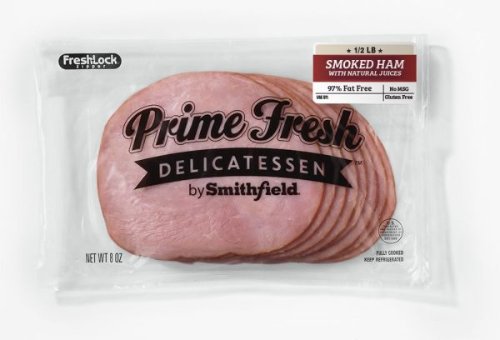 FreshLock
zipper
1/2 LB
SMOKED HAM
WITH NATURAL JUICES
97% Fat Free
No MSG
Gluten Free
Prime Fresh
DELICATESSEN
TM
by Smithfield
NET WT 8 OZ
FULLY COOKED
KEEP REFRIGERATED